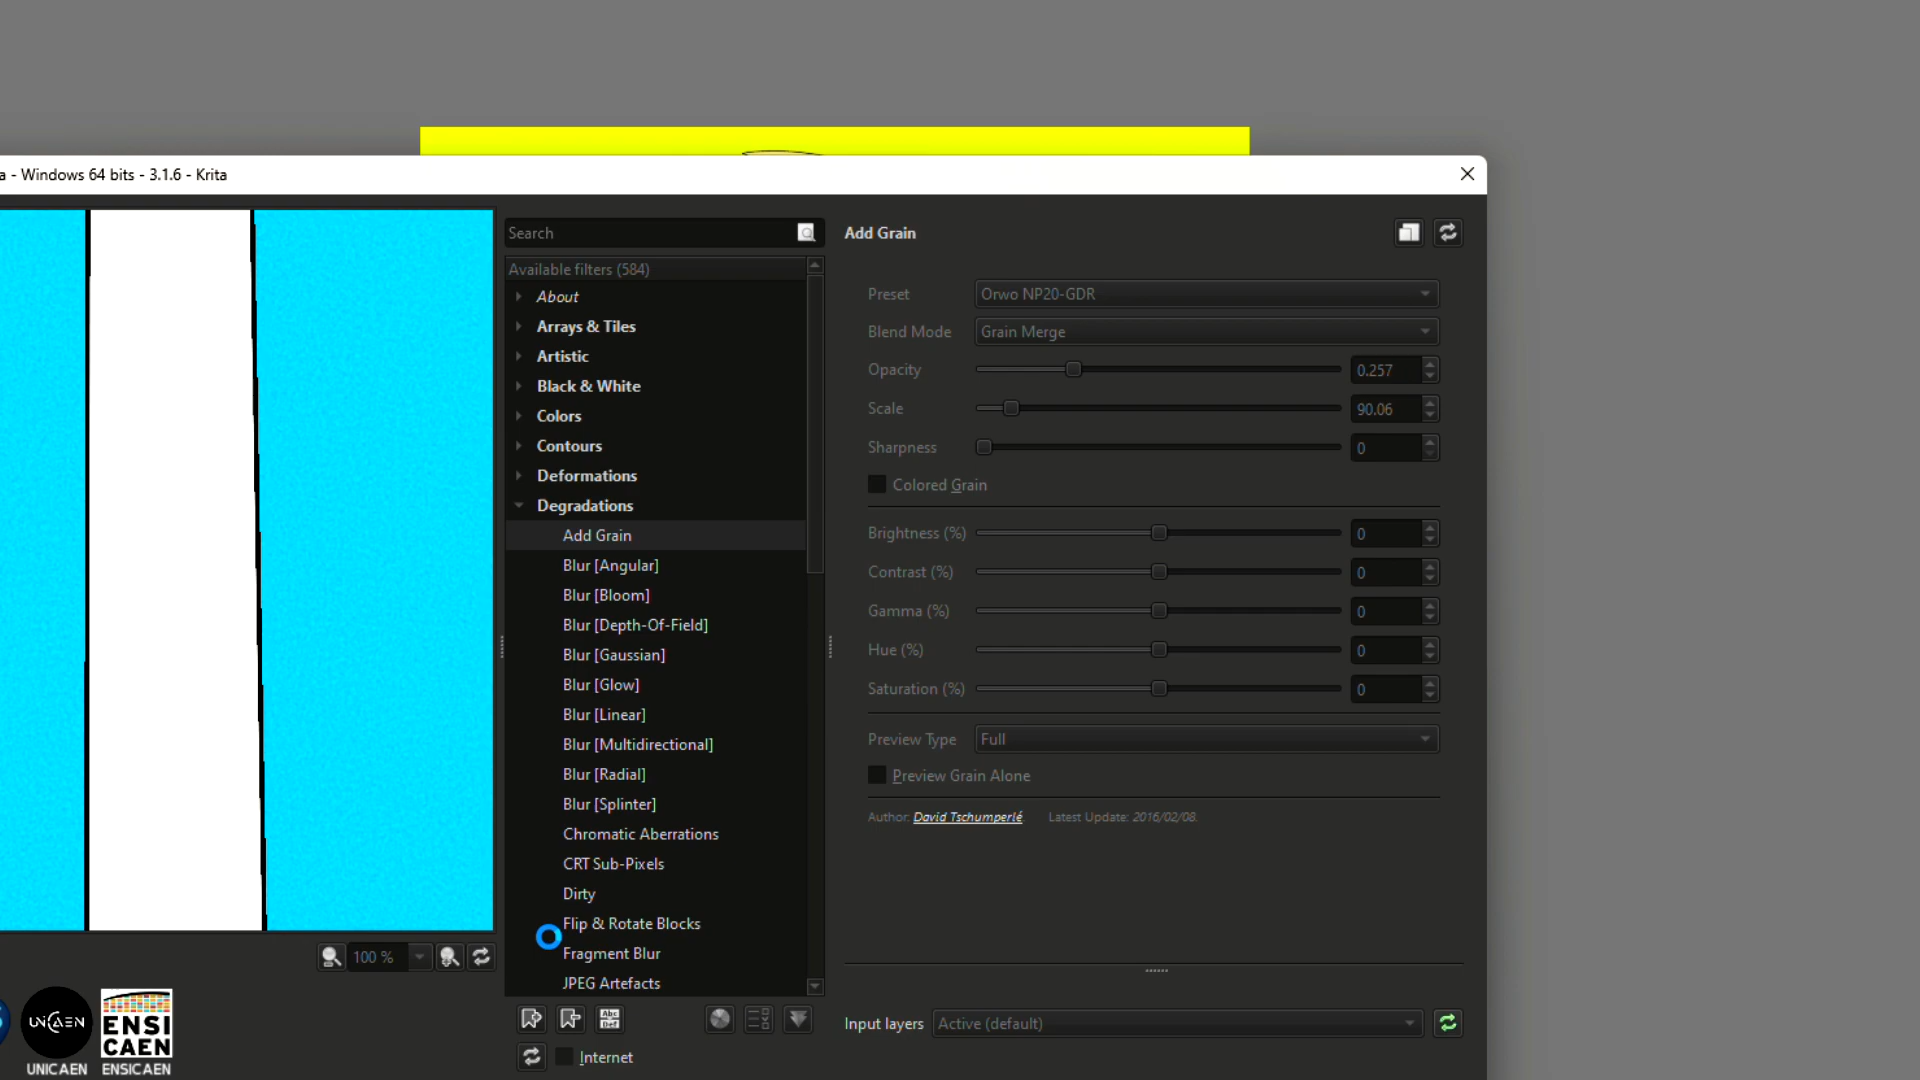 a - Windows 64 bits - 3.1.6 - Krita
Search
Available filters (584)
About
Arrays & Tiles
Artistic
Black & White
Colors
Contours
Deformations
Degradations
Add Grain
Blur [Angular]
Blur [Bloom]
Blur [Depth-Of-Field]
Blur [Gaussian]
Blur [Glow]
Blur [Linear]
Blur [Multidirectional]
Blur [Radial]
Blur [Splinter]
Chromatic Aberrations
CRT Sub-Pixels
Dirty
Flip & Rotate Blocks
Fragment Blur
JPEG Artefacts
Abc
Def
Internet
Add Grain
Preset Orwo NP20-GDR
Blend Mode Grain Merge
Opacity 0.257
Scale 90.06
Sharpness 0
Colored Grain
Brightness (%) 0
Contrast (%) 0
Gamma (%) 0
Hue (%) 0
Saturation (%) 0
Preview Type Full
Preview Grain Alone
Author: David Tschumperlé. Latest Update: 2016/02/08.
Input layers Active (default)
100 %
UNICAEN
ENSI
CAEN
UNICAEN ENSICAEN